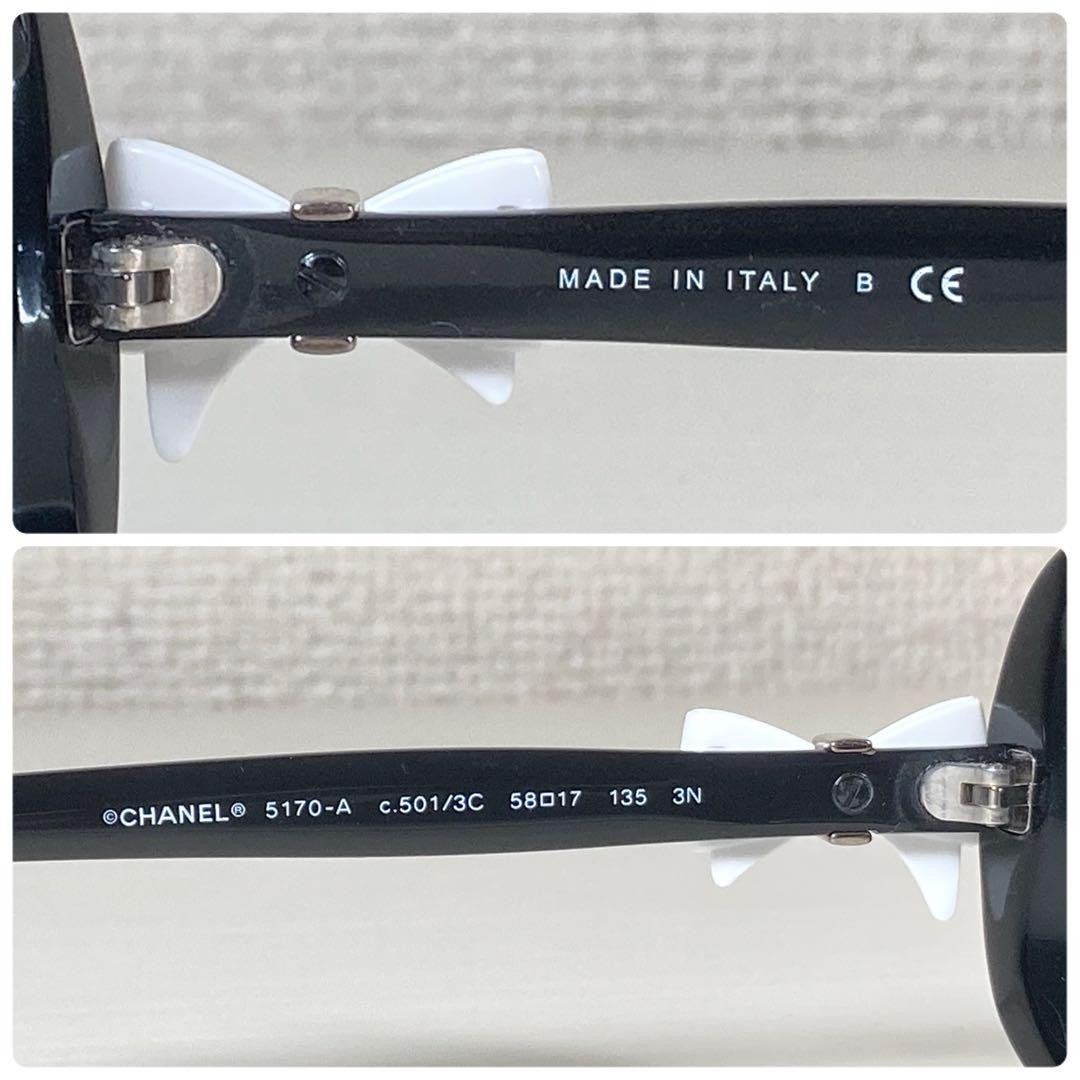 MADE IN ITALY B CE
©CHANEL® 5170-A c.501/3C 58□17 135 3N